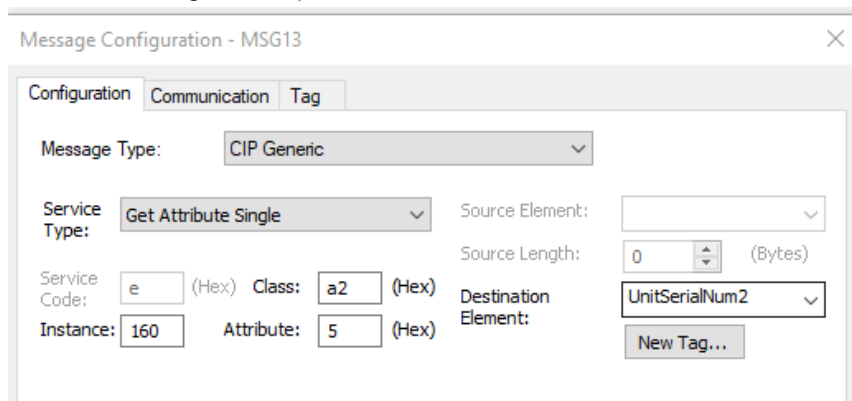 Message Configuration - MSG13
Configuration Communication Tag
Message Type: CIP Generic
Service Type: Get Attribute Single
Source Element:
Source Length: 0 (Bytes)
Service Code: e (Hex) Class: a2 (Hex)
Destination Element: UnitSerialNum2
Instance: 160 Attribute: 5 (Hex)
New Tag...